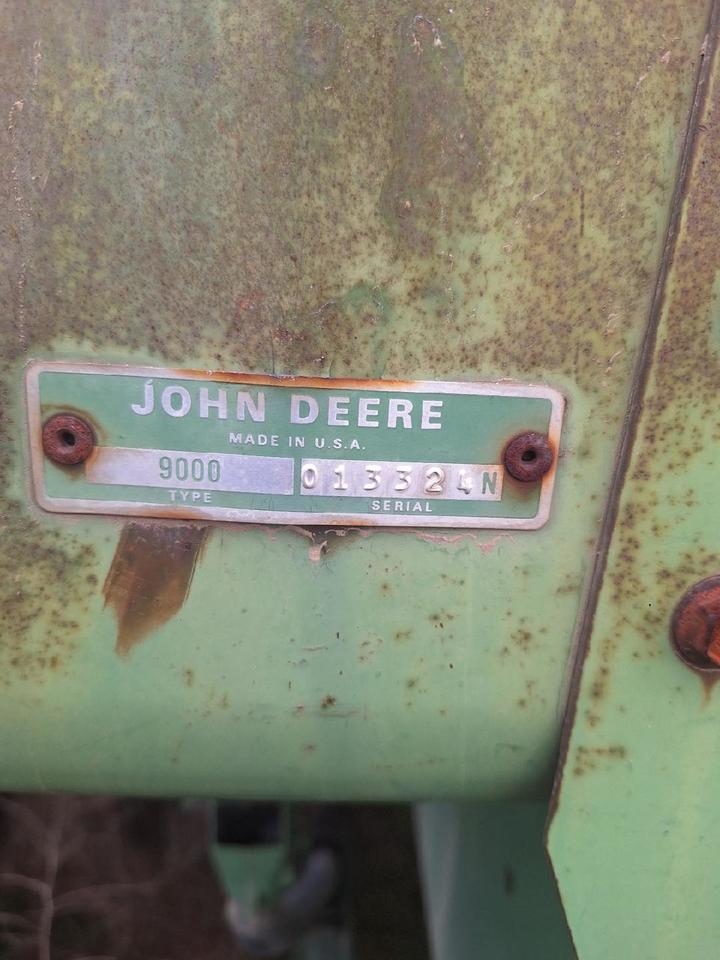 JOHN DEERE
MADE IN U.S.A.
9000 013324N
TYPE SERIAL